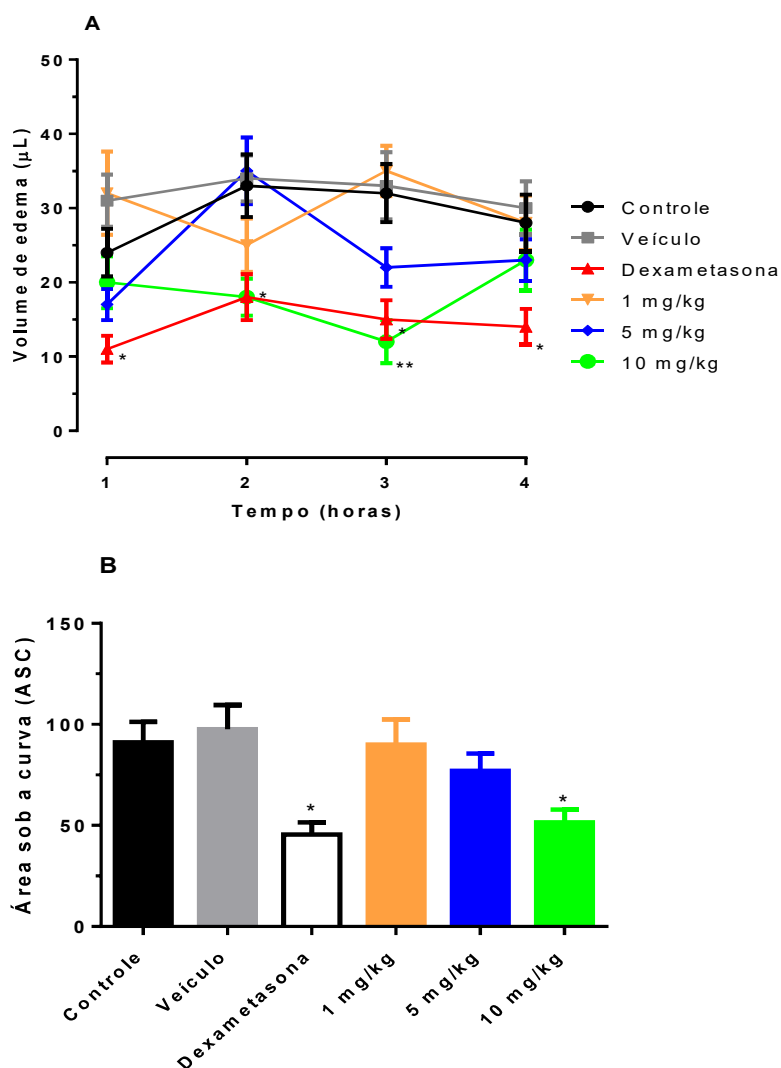 A
50
40
30
20
10
0
Volume de edema (µL)
*
*
*
**
*
1 2 3 4
Tempo (horas)
Controle
Veículo
Dexametasona
1 mg/kg
5 mg/kg
10 mg/kg
B
150
100
50
0
Área sob a curva (ASC)
* *
Controle
Veículo
Dexametasona
1 mg/kg
5 mg/kg
10 mg/kg